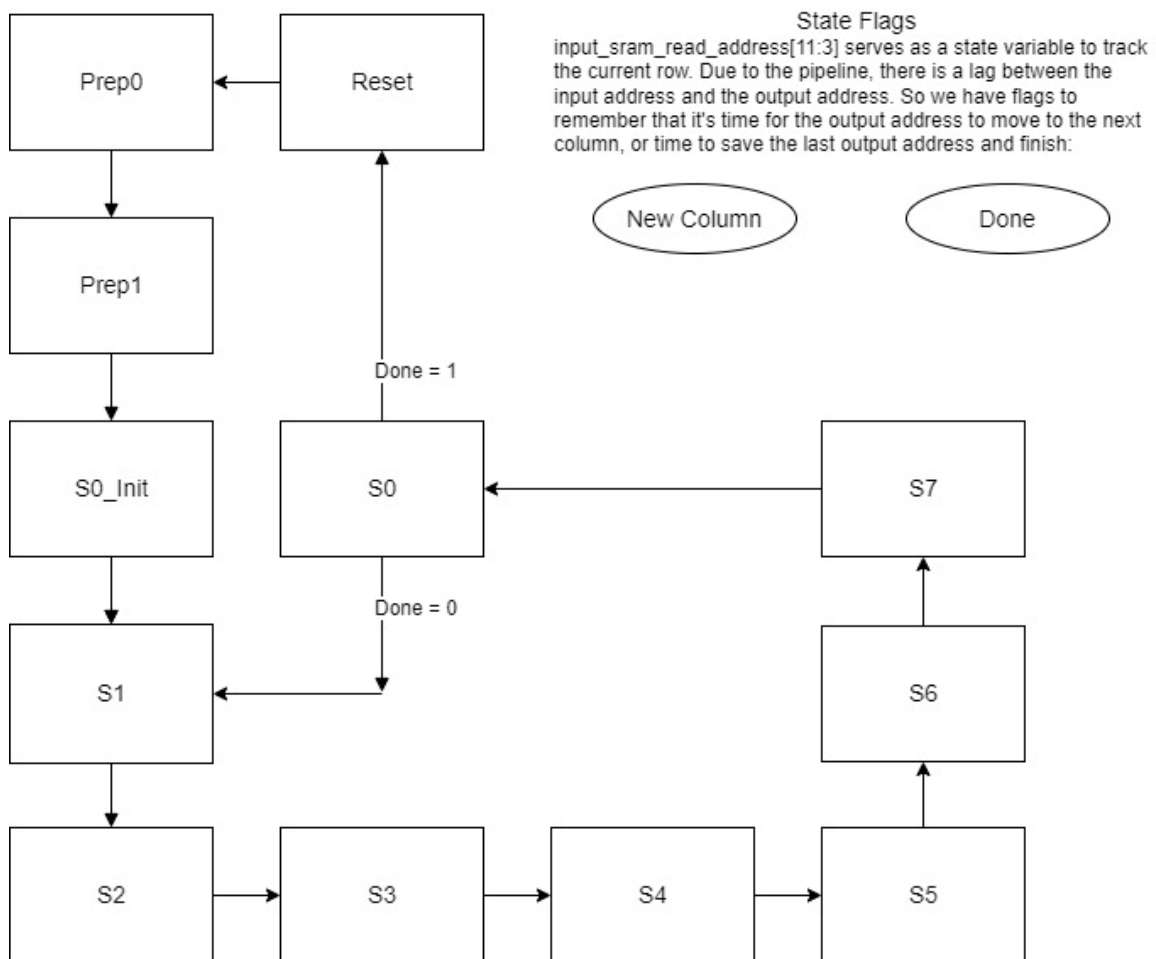 State Flags
input_sram_read_address[11:3] serves as a state variable to track
the current row. Due to the pipeline, there is a lag between the
input address and the output address. So we have flags to
remember that it's time for the output address to move to the next
column, or time to save the last output address and finish:
Prep0
Reset
New Column
Done
Prep1
Done = 1
S0_Init
S0
S7
Done = 0
S1
S6
S2
S3
S4
S5